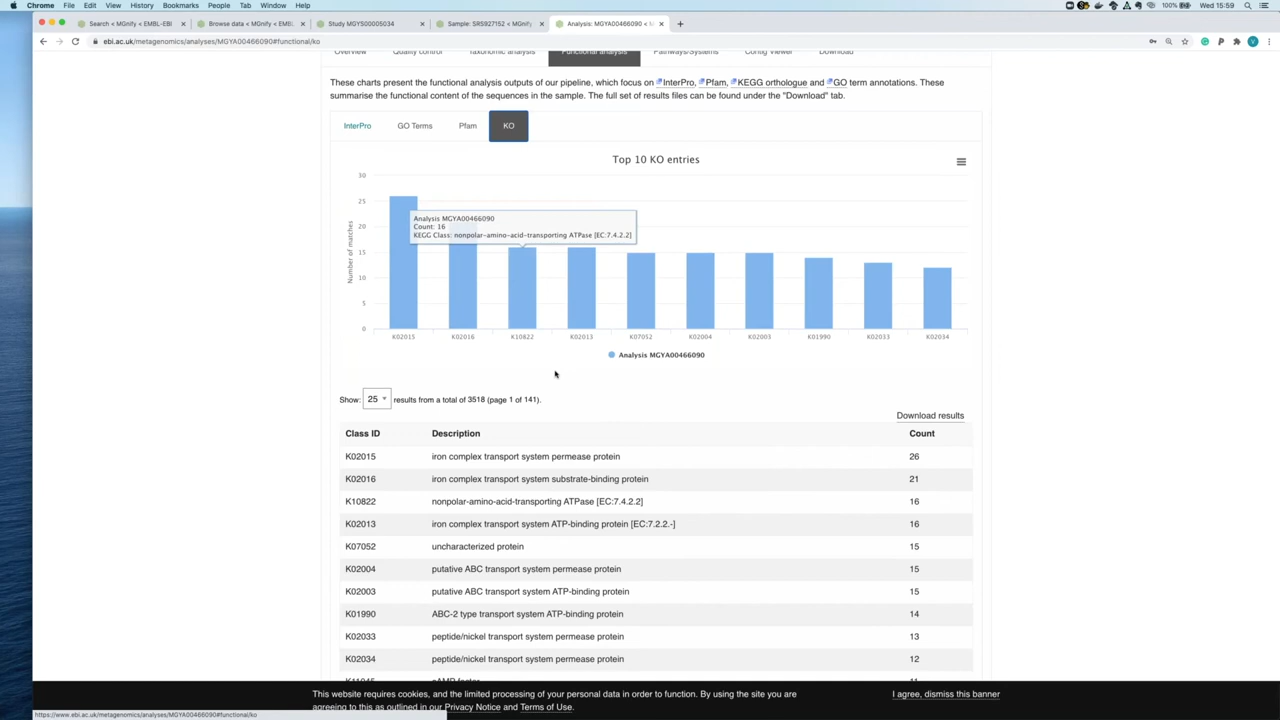 Chrome File Edit View History Bookmarks People Tab Window Help
100% Wed 15:59
Search < MGnify < EMBL-EBI
Browse data < MGnify < EMBL
Study MGYS00005034
Sample: SRS927152 < MGnify
Analysis: MGYA00466090 < M
ebi.ac.uk/metagenomics/analyses/MGYA00466090#functional/ko
Overview Quality control Taxonomic analysis Functional analysis Pathways/Systems Contig Viewer Download
These charts present the functional analysis outputs of our pipeline, which focus on InterPro, Pfam, KEGG orthologue and GO term annotations. These
summarise the functional content of the sequences in the sample. The full set of results files can be found under the "Download" tab.
InterPro GO Terms Pfam KO
Top 10 KO entries
Number of matches
30
25
20
15
10
5
0
Analysis MGYA00466090
Count: 16
KEGG Class: nonpolar-amino-acid-transporting ATPase [EC:7.4.2.2]
K02015 K02016 K10822 K02013 K07052 K02004 K02003 K01990 K02033 K02034
Analysis MGYA00466090
Show: 25 results from a total of 3518 (page 1 of 141).
Download results
Class ID Description Count
K02015 iron complex transport system permease protein 26
K02016 iron complex transport system substrate-binding protein 21
K10822 nonpolar-amino-acid-transporting ATPase [EC:7.4.2.2] 16
K02013 iron complex transport system ATP-binding protein [EC:7.2.2.-] 16
K07052 uncharacterized protein 15
K02004 putative ABC transport system permease protein 15
K02003 putative ABC transport system ATP-binding protein 15
K01990 ABC-2 type transport system ATP-binding protein 14
K02033 peptide/nickel transport system permease protein 13
K02034 peptide/nickel transport system permease protein 12
This website requires cookies, and the limited processing of your personal data in order to function. By using the site you are
agreeing to this as outlined in our Privacy Notice and Terms of Use.
I agree, dismiss this banner
https://www.ebi.ac.uk/metagenomics/analyses/MGYA00466090#functional/ko